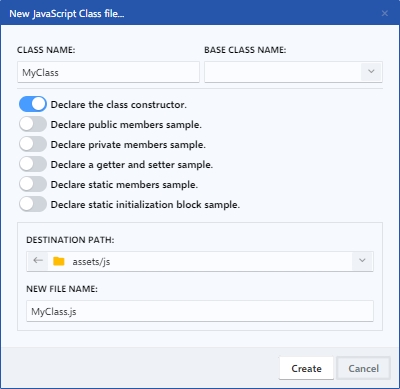 New JavaScript Class file...
CLASS NAME: BASE CLASS NAME:
MyClass
Declare the class constructor.
Declare public members sample.
Declare private members sample.
Declare a getter and setter sample.
Declare static members sample.
Declare static initialization block sample.
DESTINATION PATH:
assets/js
NEW FILE NAME:
MyClass.js
Create Cancel